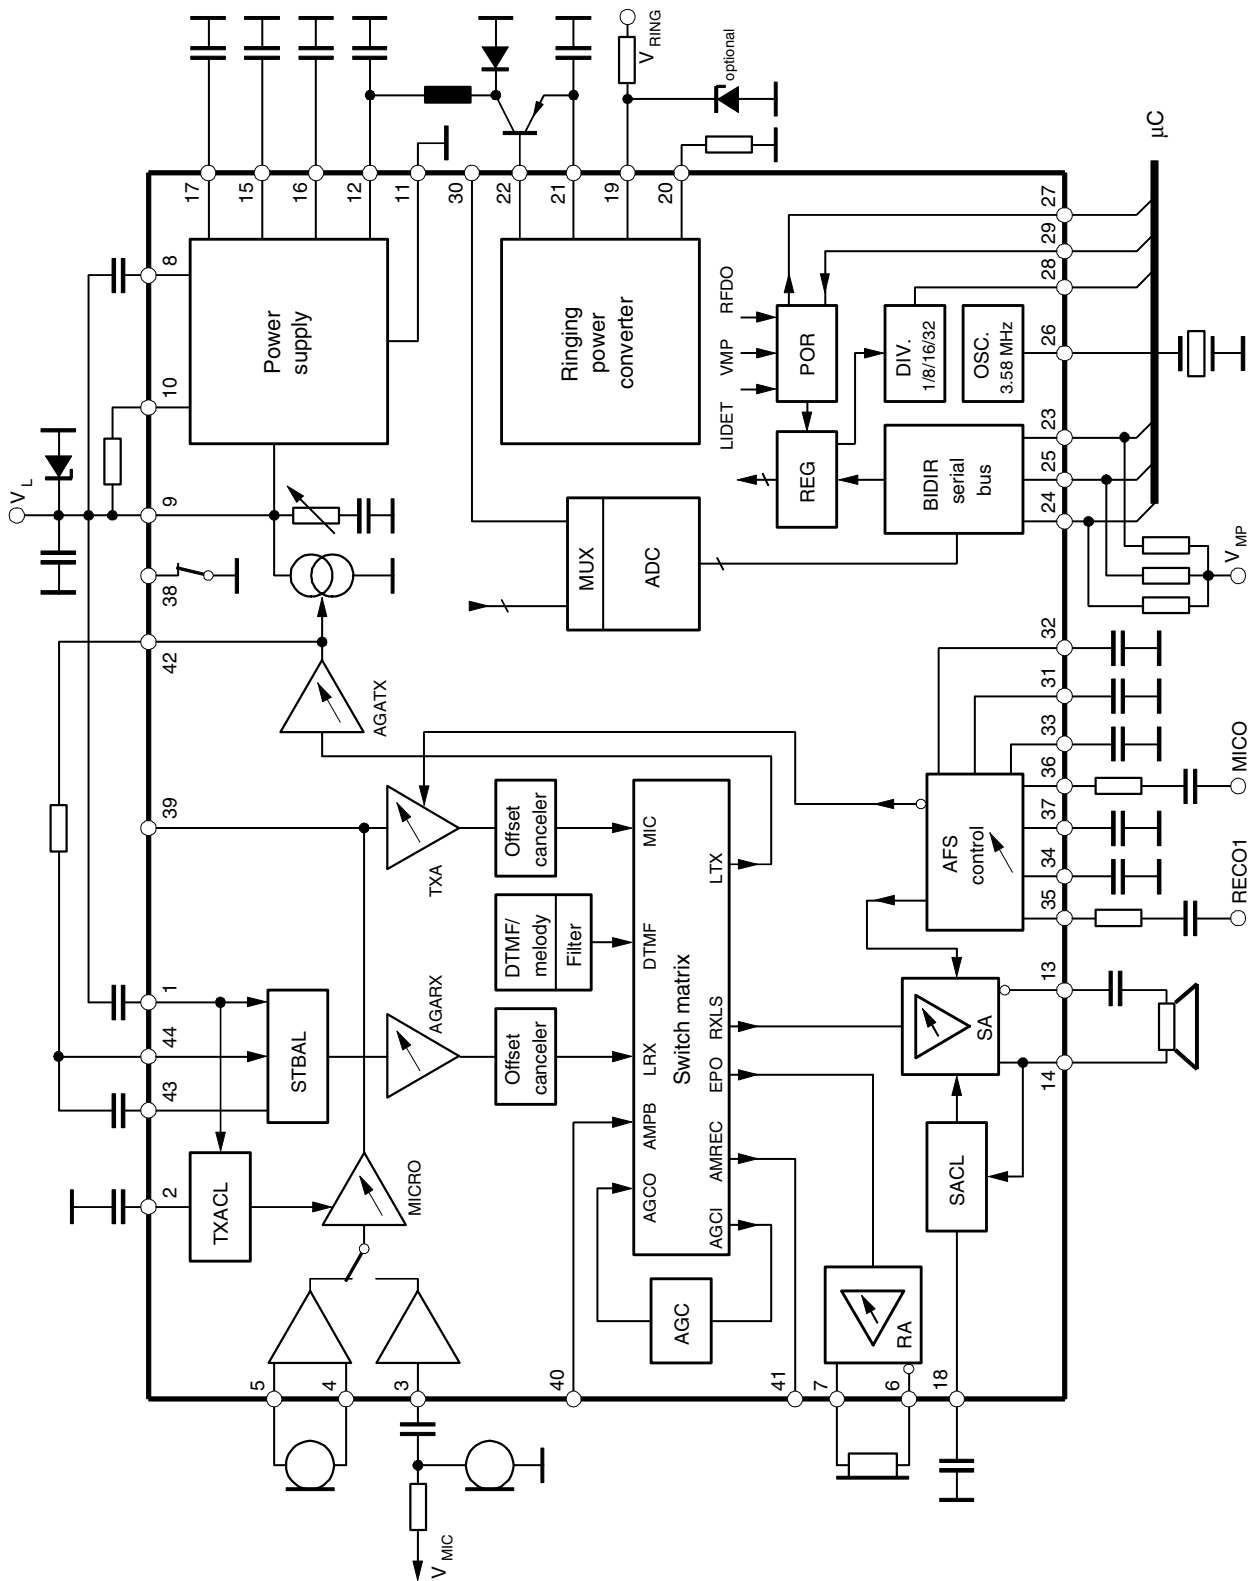 V L
9
10
8
17
15
16
12
11
30
22
21
19
20
V RING
optional
Power
supply
Ringing
power
converter
38
42
39
1
44
43
2
LIDET
VMP
RFDO
POR
REG
DIV.
1/8/16/32
OSC.
3.58 MHz
BIDIR
serial
bus
MUX
ADC
27
29
28
26
23
25
24
µC
V MP
AGATX
TXA
Offset
canceler
DTMF/
melody
Filter
AGARX
Offset
canceler
STBAL
TXACL
MICRO
MIC
DTMF
LRX
AMPB
AGCO
Switch matrix
LTX
RXLS
EPO
AMREC
AGCI
AGC
AFS
control
32
31
33
36
37
34
35
MICO
RECO1
SA
SACL
13
14
RA
5
4
3
40
41
7
6
18
V MIC